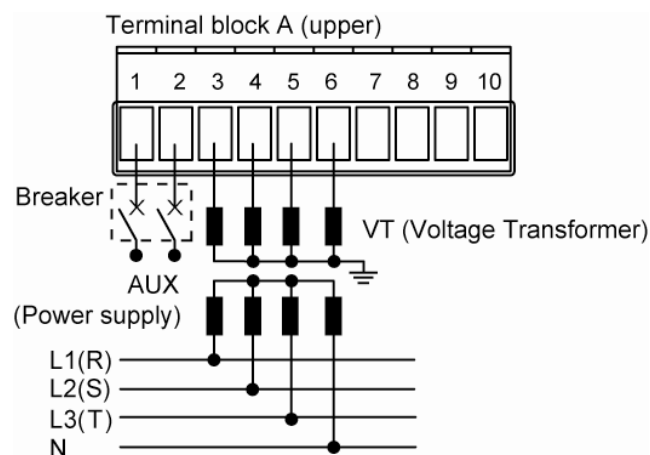 Terminal block A (upper)
1 2 3 4 5 6 7 8 9 10
Breaker
VT (Voltage Transformer)
AUX
(Power supply)
L1(R)
L2(S)
L3(T)
N